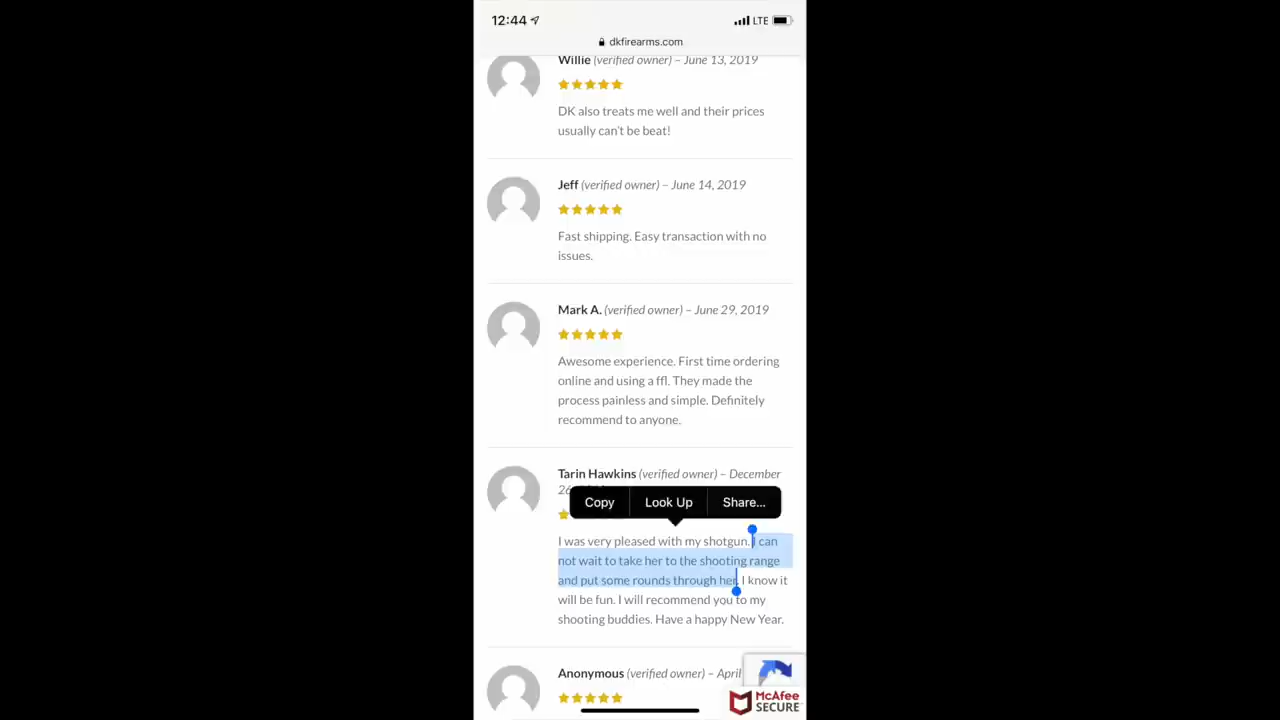 12:44
LTE
dkfirearms.com
Willie (verified owner) – June 13, 2019
DK also treats me well and their prices
usually can't be beat!
Jeff (verified owner) – June 14, 2019
Fast shipping. Easy transaction with no
issues.
Mark A. (verified owner) – June 29, 2019
Awesome experience. First time ordering
online and using a ffl. They made the
process painless and simple. Definitely
recommend to anyone.
Tarin Hawkins (verified owner) – December
Copy Look Up Share...
I was very pleased with my shotgun. I can
not wait to take her to the shooting range
and put some rounds through her. I know it
will be fun. I will recommend you to my
shooting buddies. Have a happy New Year.
Anonymous (verified owner) – April
McAfee
SECURE